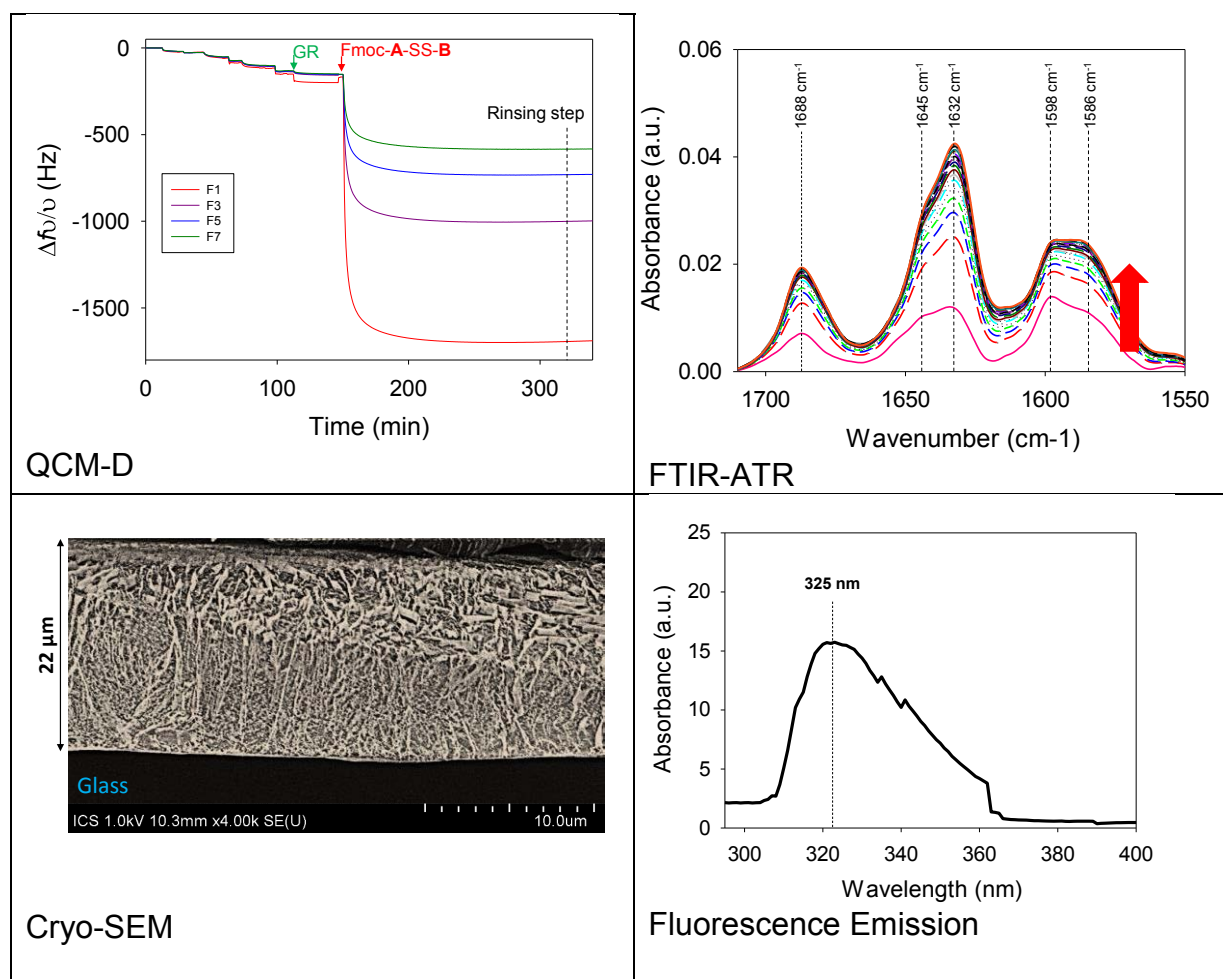 0
-500
-1000
-1500
Δf/υ (Hz)
GR
Fmoc-A-SS-B
Rinsing step
F1
F3
F5
F7
0
100
200
300
Time (min)
QCM-D
0.06
0.04
0.02
0.00
Absorbance (a.u.)
1688 cm-1
1645 cm-1
1632 cm-1
1598 cm-1
1586 cm-1
1700
1650
1600
1550
Wavenumber (cm-1)
FTIR-ATR
22 µm
Glass
ICS 1.0kV 10.3mm x4.00k SE(U)
10.0um
Cryo-SEM
25
20
15
10
5
0
Absorbance (a.u.)
325 nm
300
320
340
360
380
400
Wavelength (nm)
Fluorescence Emission